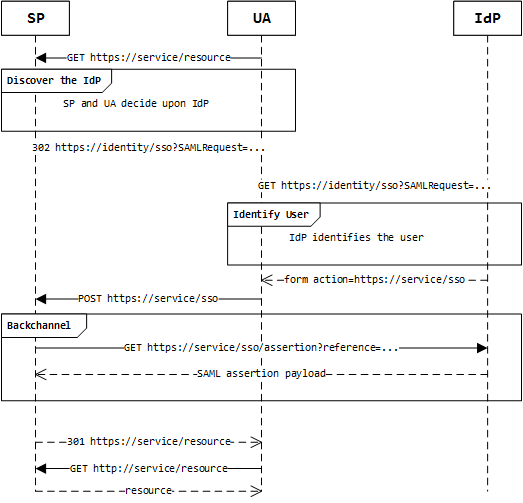 SP
UA
IdP
GET https://service/resource
Discover the IdP
SP and UA decide upon IdP
302 https://identity/sso?SAMLRequest=...
GET https://identity/sso?SAMLRequest=...
Identify User
IdP identifies the user
form action=https://service/sso
POST https://service/sso
Backchannel
GET https://service/sso/assertion?reference=...
SAML assertion payload
301 https://service/resource
GET http://service/resource
resource